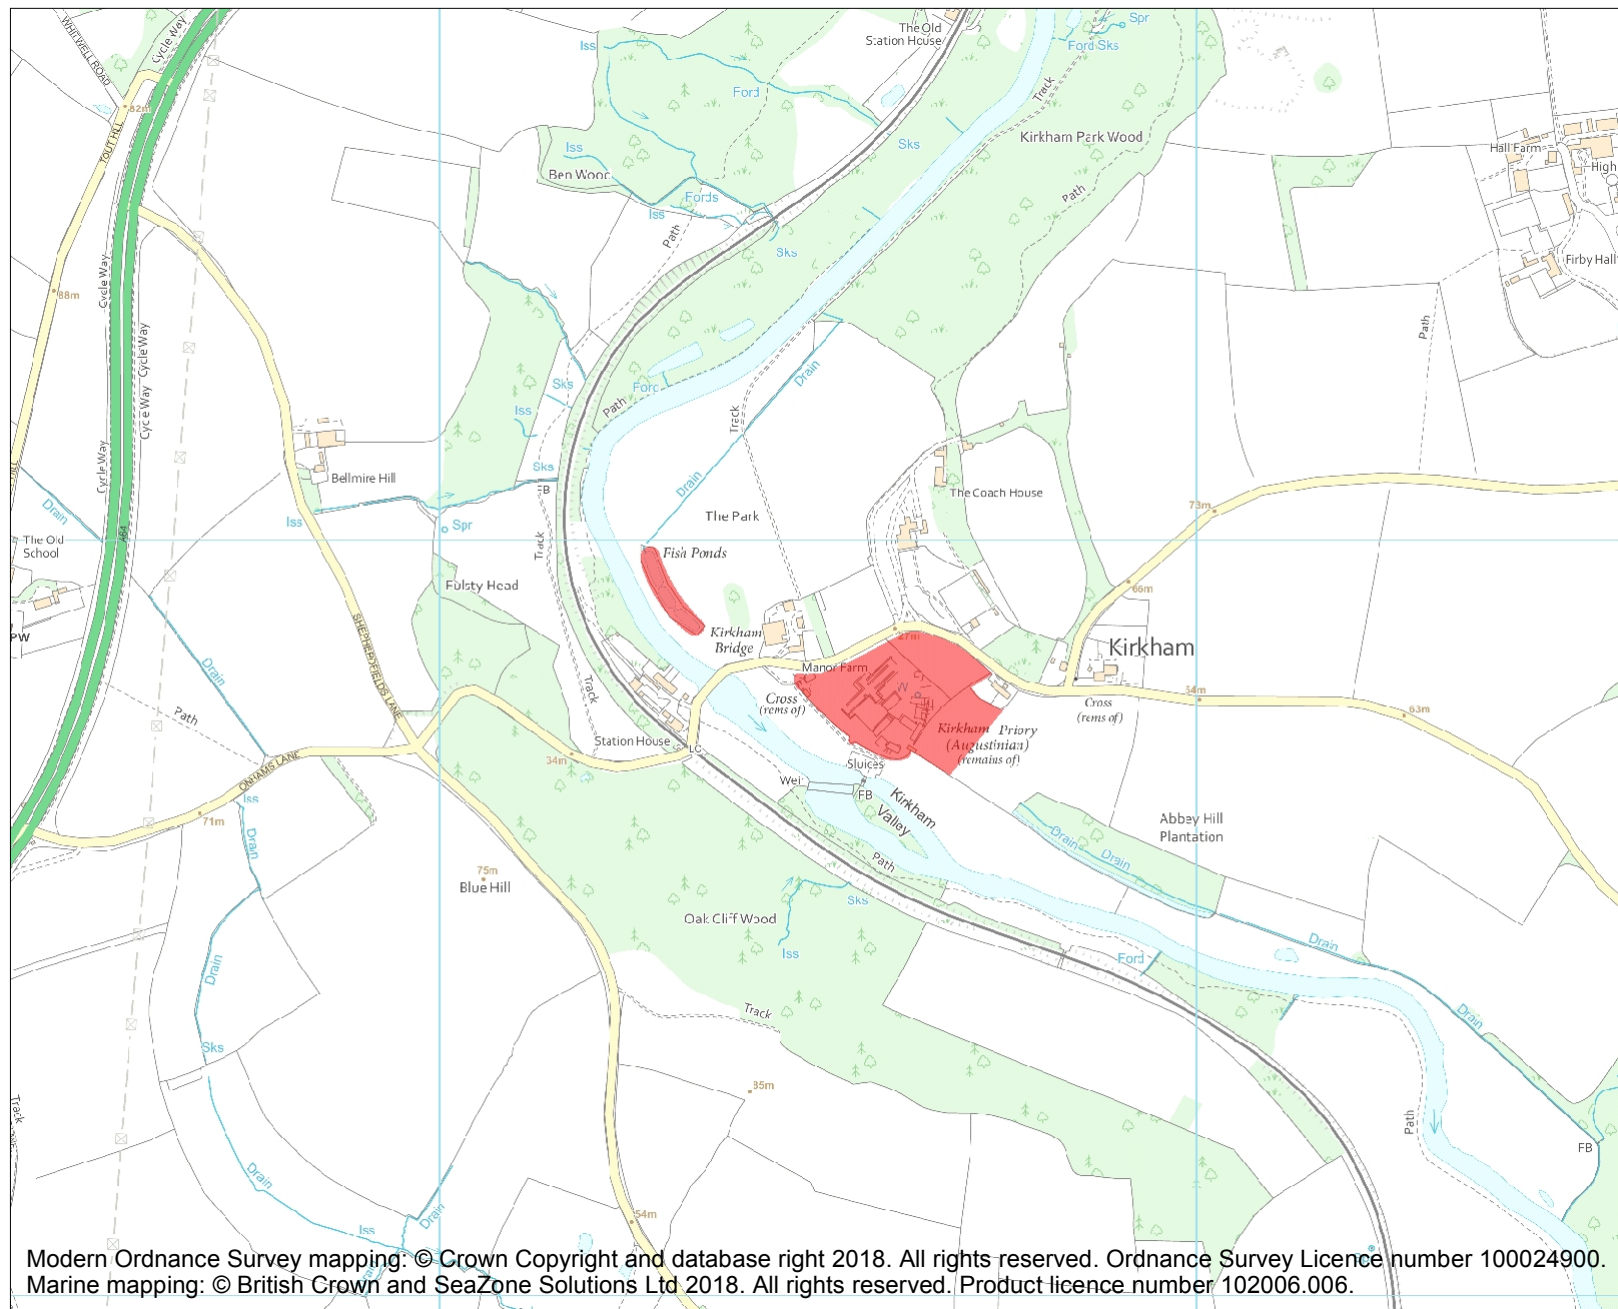 WHITWELL ROAD
Cycle Way
The Old
Station House
Iss
Ford
Spr
Ford Sks
Track
82m
TOUT HILL
Sks
Kirkham Park Wood
Hall Farm
High
Iss
Ben Wood
Fords
Iss
Path
Path
Sks
Firby Hall
88m
Cycle Way
Cycle Way
Path
Drain
Sks
Ford
Iss
Path
Track
Cycle Way
Cycle Way
Sks
FB
Bellmire Hill
Drain
The Coach House
73m
Iss
Spr
The Park
Drain
A64
The Old
School
Track
Fish Ponds
Fulsty Head
66m
PW
Kirkham
Bridge
27m
Kirkham
SHEPHERDFIELDS LANE
Drain
Manor Farm
W
54m
Track
Cross
(rems of)
Cross
(rems of)
63m
Path
Kirkham Priory
(Augustinian)
(remains of)
Station House
LC
34m
Sluices
Weir
FB
ONHAMS LANE
Iss
71m
Kirkham
Valley
Abbey Hill
Plantation
Drain
Drain
Drain
Path
75m
Blue Hill
Sks
Oak Cliff Wood
Iss
Drain
Ford
Drain
Track
Drain
Sks
85m
Track
Path
FB
Drain
54m
Iss
Drain
Drain
Modern Ordnance Survey mapping: © Crown Copyright and database right 2018. All rights reserved. Ordnance Survey Licence number 100024900.
Marine mapping: © British Crown and SeaZone Solutions Ltd 2018. All rights reserved. Product licence number 102006.006.